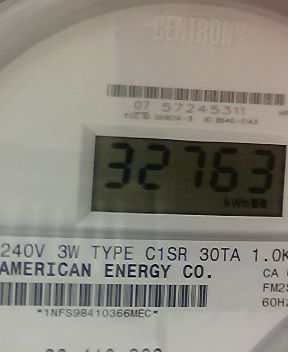 CENTRON®
07 57245311
32763
kWh
240V 3W TYPE C1SR 30TA 1.0K
AMERICAN ENERGY CO.
CA
FM2S
*1NFS98410366MEC*
60HZ